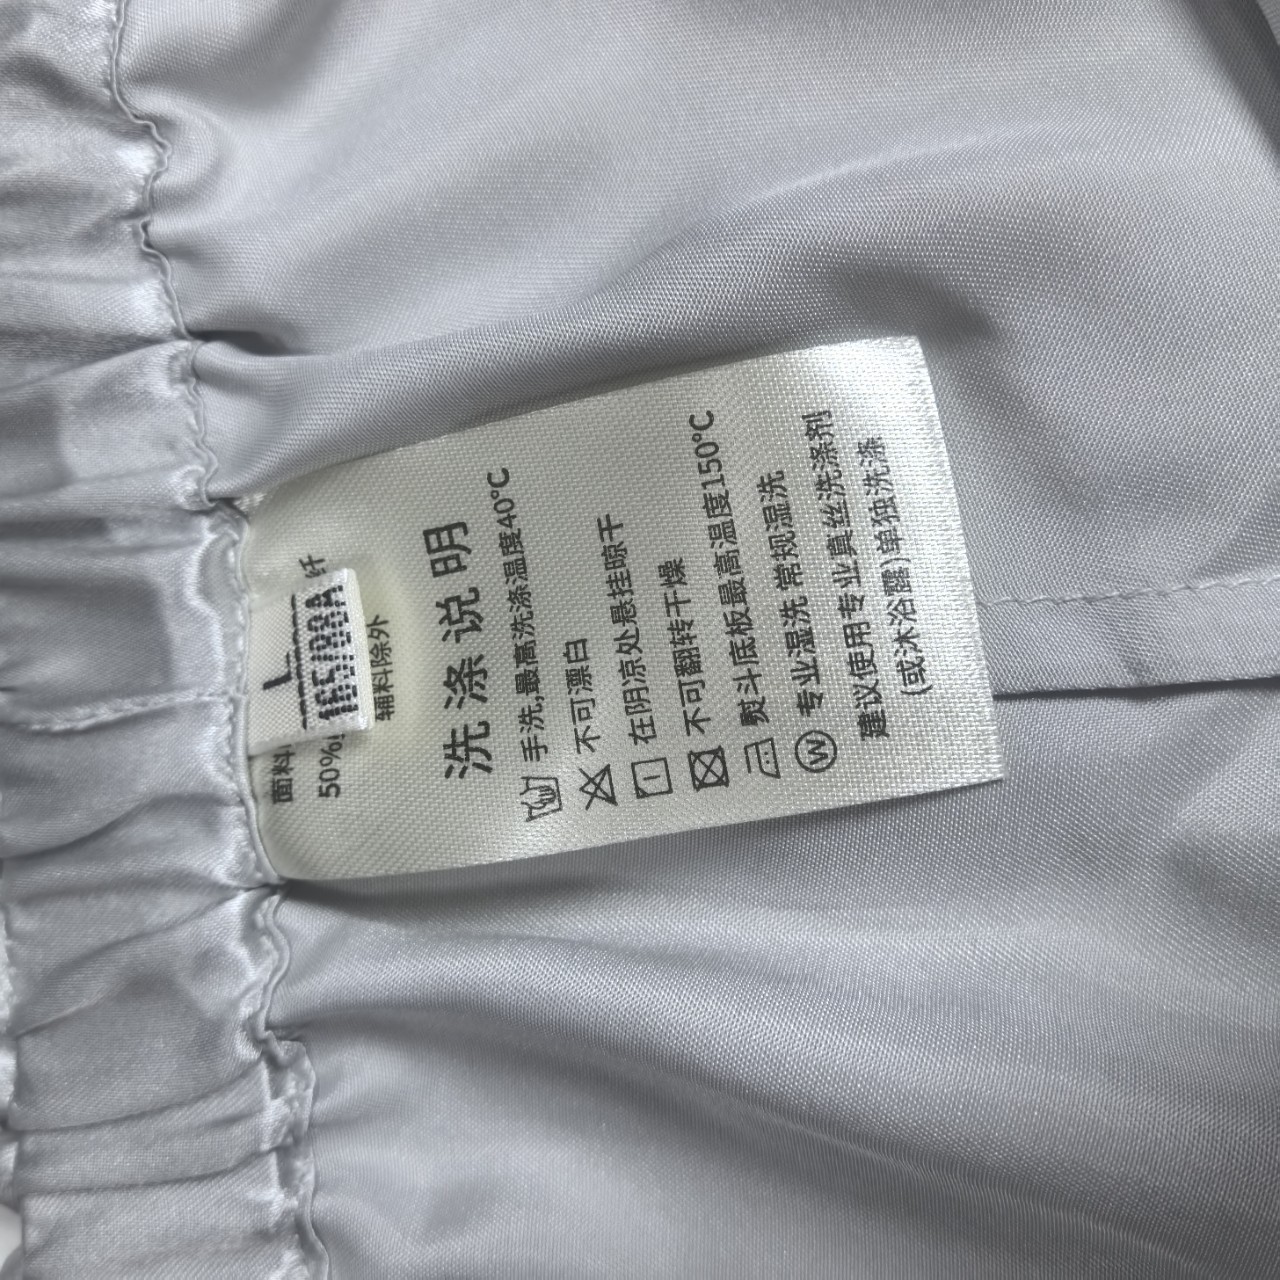 L
165/88A
面料
50%
纤
辅料除外
洗涤说明
手洗,最高洗涤温度40℃
不可漂白
在阴凉处悬挂晾干
不可翻转干燥
熨斗底板最高温度150℃
W 专业湿洗 常规湿洗
建议使用专业真丝洗涤剂
(或沐浴露)单独洗涤